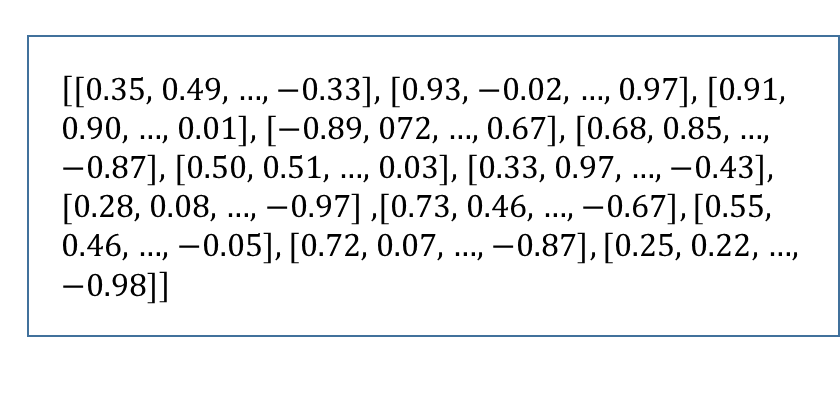 [[0.35, 0.49, …, −0.33], [0.93, −0.02, …, 0.97], [0.91,
0.90, …, 0.01], [−0.89, 072, …, 0.67], [0.68, 0.85, …,
−0.87], [0.50, 0.51, …, 0.03], [0.33, 0.97, …, −0.43],
[0.28, 0.08, …, −0.97] ,[0.73, 0.46, …, −0.67], [0.55,
0.46, …, −0.05], [0.72, 0.07, …, −0.87], [0.25, 0.22, …,
−0.98]]